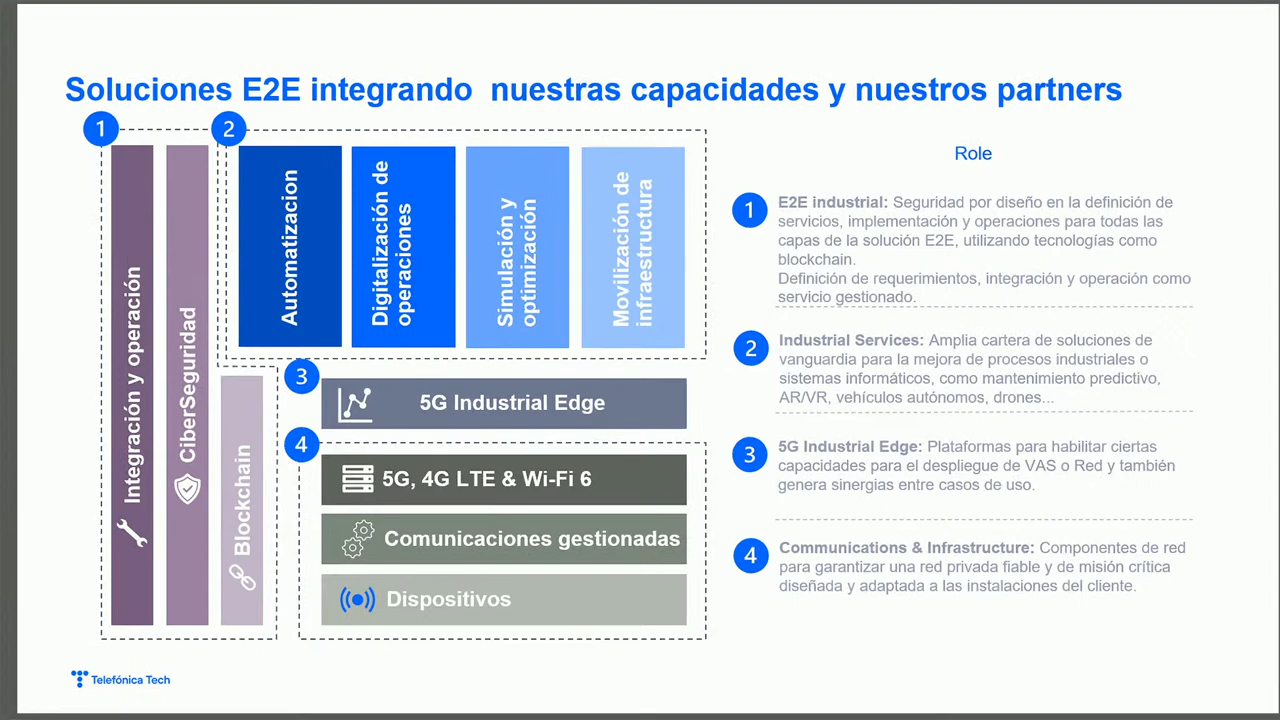 Soluciones E2E integrando nuestras capacidades y nuestros partners
1
2
Integración y operación
CiberSeguridad
Blockchain
Automatizacion
Digitalización de
operaciones
Simulación y
optimización
Movilización de
infraestructura
3
5G Industrial Edge
4
5G, 4G LTE & Wi-Fi 6
Comunicaciones gestionadas
Dispositivos
Role
1
E2E industrial: Seguridad por diseño en la definición de
servicios, implementación y operaciones para todas las
capas de la solución E2E, utilizando tecnologías como
blockchain.
Definición de requerimientos, integración y operación como
servicio gestionado.
2
Industrial Services: Amplia cartera de soluciones de
vanguardia para la mejora de procesos industriales o
sistemas informáticos, como mantenimiento predictivo,
AR/VR, vehículos autónomos, drones...
3
5G Industrial Edge: Plataformas para habilitar ciertas
capacidades para el despliegue de VAS o Red y también
genera sinergias entre casos de uso.
4
Communications & Infrastructure: Componentes de red
para garantizar una red privada fiable y de misión crítica
diseñada y adaptada a las instalaciones del cliente.
Telefónica Tech